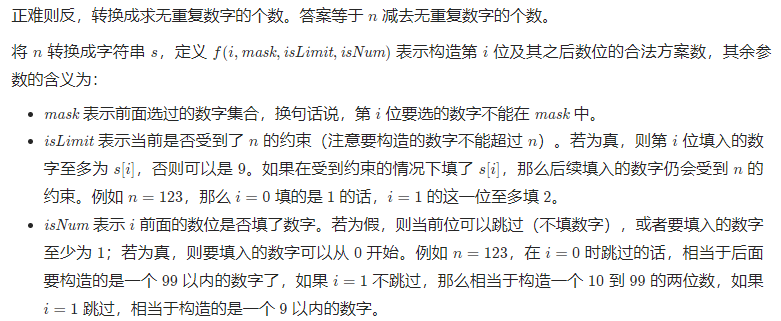 正难则反，转换成求无重复数字的个数。答案等于 n 减去无重复数字的个数。
将 n 转换成字符串 s，定义 f(i, mask, isLimit, isNum) 表示构造第 i 位及其之后数位的合法方案数，其余参
数的含义为：
• mask 表示前面选过的数字集合，换句话说，第 i 位要选的数字不能在 mask 中。
• isLimit 表示当前是否受到了 n 的约束（注意要构造的数字不能超过 n）。若为真，则第 i 位填入的数
字至多为 s[i]，否则可以是 9。如果在受到约束的情况下填了 s[i]，那么后续填入的数字仍会受到 n 的
约束。例如 n = 123，那么 i = 0 填的是 1 的话，i = 1 的这一位至多填 2。
• isNum 表示 i 前面的数位是否填了数字。若为假，则当前位可以跳过（不填数字），或者要填入的数字
至少为 1；若为真，则要填入的数字可以从 0 开始。例如 n = 123，在 i = 0 时跳过的话，相当于后面
要构造的是一个 99 以内的数字了，如果 i = 1 不跳过，那么相当于构造一个 10 到 99 的两位数，如果
i = 1 跳过，相当于构造的是一个 9 以内的数字。